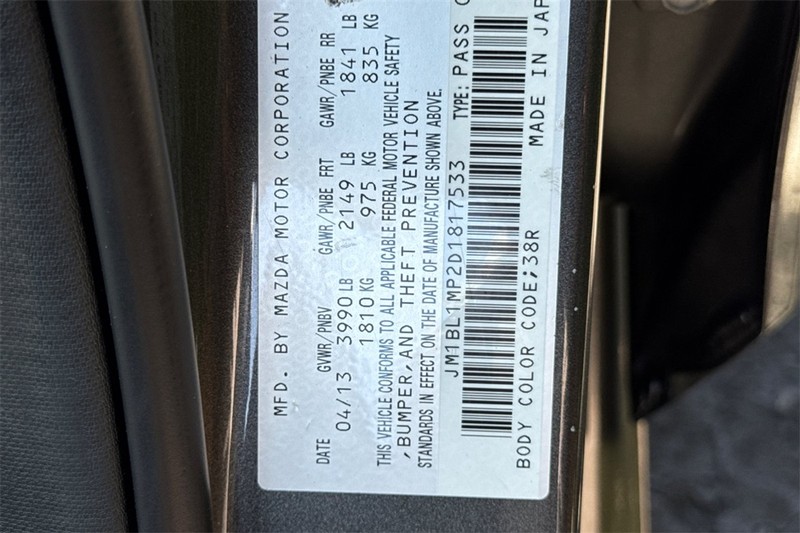 MFD. BY MAZDA MOTOR CORPORATION
DATE GVWR/PNBV GAWR/PNBE FRT GAWR/PNBE RR
04/13 3990 LB 2149 LB 1841 LB
1810 KG 975 KG 835 KG
THIS VEHICLE CONFORMS TO ALL APPLICABLE FEDERAL MOTOR VEHICLE SAFETY
,BUMPER,AND THEFT PREVENTION
STANDARDS IN EFFECT ON THE DATE OF MANUFACTURE SHOWN ABOVE.
JM1BL1MP2D1817533 TYPE: PASS C
BODY COLOR CODE;38R MADE IN JAP